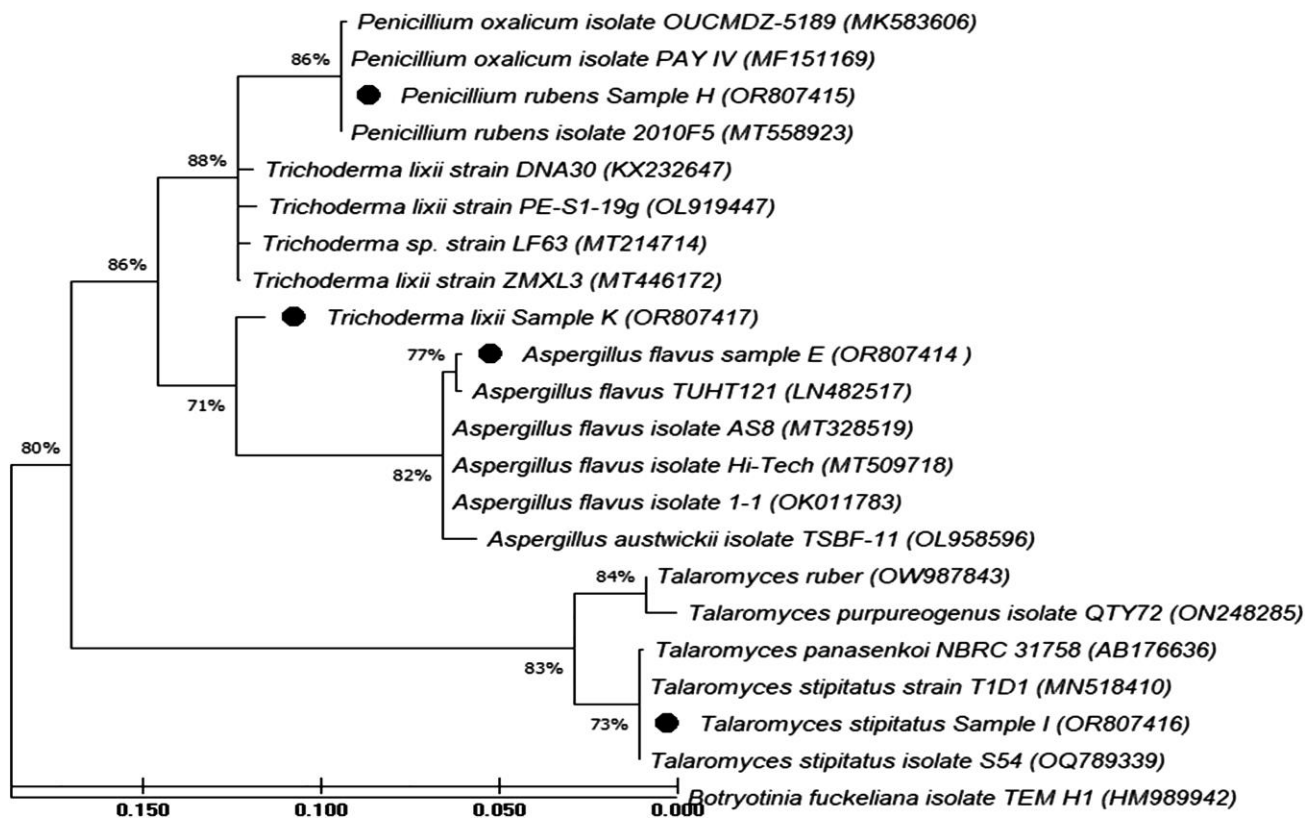 Penicillium oxalicum isolate OUCMDZ-5189 (MK583606)
86%
Penicillium oxalicum isolate PAY IV (MF151169)
Penicillium rubens Sample H (OR807415)
Penicillium rubens isolate 2010F5 (MT558923)
88%
Trichoderma lixii strain DNA30 (KX232647)
Trichoderma lixii strain PE-S1-19g (OL919447)
Trichoderma sp. strain LF63 (MT214714)
86%
Trichoderma lixii strain ZMXL3 (MT446172)
Trichoderma lixii Sample K (OR807417)
77%
Aspergillus flavus sample E (OR807414 )
Aspergillus flavus TUHT121 (LN482517)
71%
Aspergillus flavus isolate AS8 (MT328519)
80%
Aspergillus flavus isolate Hi-Tech (MT509718)
82%
Aspergillus flavus isolate 1-1 (OK011783)
Aspergillus austwickii isolate TSBF-11 (OL958596)
84%
Talaromyces ruber (OW987843)
Talaromyces purpureogenus isolate QTY72 (ON248285)
Talaromyces panasenkoi NBRC 31758 (AB176636)
83%
Talaromyces stipitatus strain T1D1 (MN518410)
73%
Talaromyces stipitatus Sample I (OR807416)
Talaromyces stipitatus isolate S54 (OQ789339)
Botryotinia fuckeliana isolate TEM H1 (HM989942)
0.150 0.100 0.050 0.000